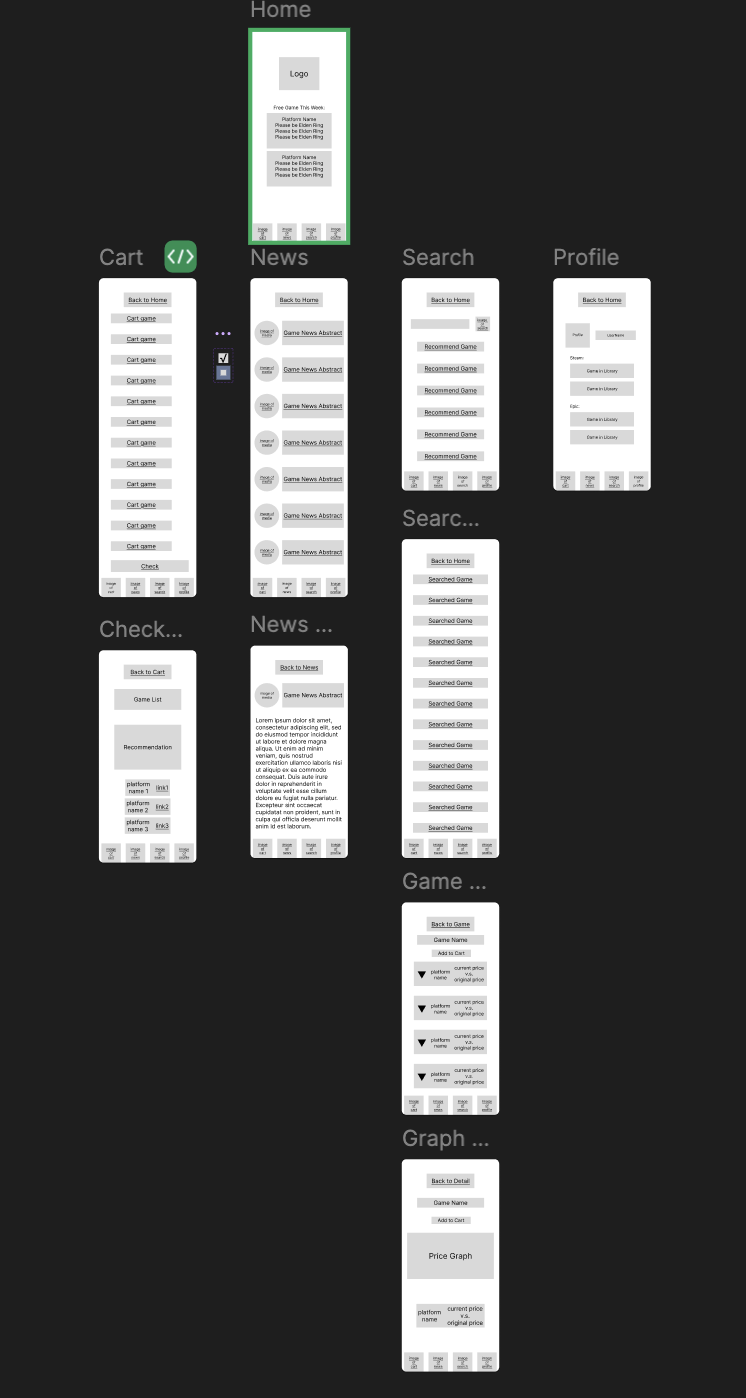 Home
Logo
Free Game This Week:
Platform Name
Please be Elden Ring
Please be Elden Ring
Please be Elden Ring
Platform Name
Please be Elden Ring
Please be Elden Ring
Please be Elden Ring
Image of cart
Image of news
Image of search
Image of profile
Cart
</>
Back to Home
Cart game
Cart game
Cart game
Cart game
Cart game
Cart game
Cart game
Cart game
Cart game
Cart game
Cart game
Cart game
Check
Image of cart
Image of news
Image of search
Image of profile
News
Back to Home
Image of media
Game News Abstract
Image of media
Game News Abstract
Image of media
Game News Abstract
Image of media
Game News Abstract
Image of media
Game News Abstract
Image of media
Game News Abstract
Image of media
Game News Abstract
Image of cart
Image of news
Image of search
Image of profile
Search
Back to Home
Image of search
Recommend Game
Recommend Game
Recommend Game
Recommend Game
Recommend Game
Recommend Game
Image of cart
Image of news
Image of search
Image of profile
Profile
Back to Home
Profile
UserName
Steam:
Game in Library
Game in Library
Epic:
Game in Library
Game in Library
Image of cart
Image of news
Image of search
Image of profile
Check...
Back to Cart
Game List
Recommendation
platform
name 1
link1
platform
name 2
link2
platform
name 3
link3
Image of cart
Image of news
Image of search
Image of profile
News ...
Back to News
Image of media
Game News Abstract
Lorem ipsum dolor sit amet,
consectetur adipiscing elit, sed
do eiusmod tempor incididunt
ut labore et dolore magna
aliqua. Ut enim ad minim
veniam, quis nostrud
exercitation ullamco laboris nisi
ut aliquip ex ea commodo
consequat. Duis aute irure
dolor in reprehenderit in
voluptate velit esse cillum
dolore eu fugiat nulla pariatur.
Excepteur sint occaecat
cupidatat non proident, sunt in
culpa qui officia deserunt mollit
anim id est laborum.
Image of cart
Image of news
Image of search
Image of profile
Searc...
Back to Home
Searched Game
Searched Game
Searched Game
Searched Game
Searched Game
Searched Game
Searched Game
Searched Game
Searched Game
Searched Game
Searched Game
Searched Game
Searched Game
Image of cart
Image of news
Image of search
Image of profile
Game ...
Back to Game
Game Name
Add to Cart
platform
name
current price
v.s.
original price
platform
name
current price
v.s.
original price
platform
name
current price
v.s.
original price
platform
name
current price
v.s.
original price
Image of cart
Image of news
Image of search
Image of profile
Graph ...
Back to Detail
Game Name
Add to Cart
Price Graph
platform
name
current price
v.s.
original price
Image of cart
Image of news
Image of search
Image of profile